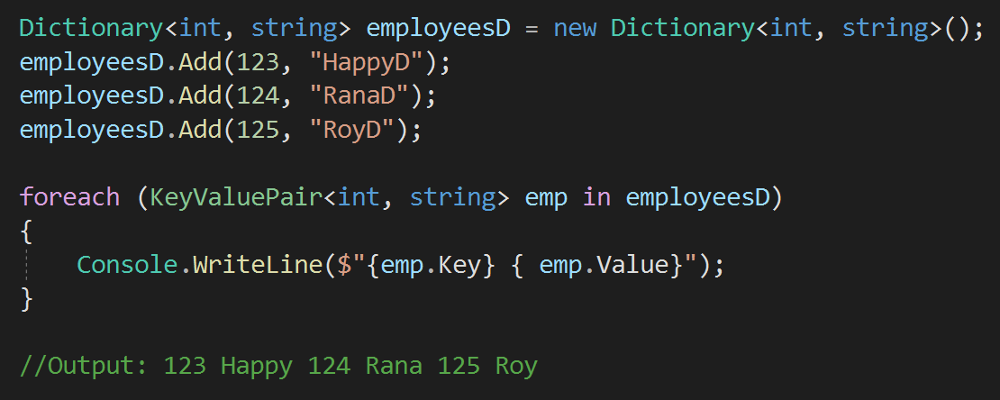 Dictionary<int, string> employeesD = new Dictionary<int, string>();
employeesD.Add(123, "HappyD");
employeesD.Add(124, "RanaD");
employeesD.Add(125, "RoyD");
foreach (KeyValuePair<int, string> emp in employeesD)
{
Console.WriteLine($"{emp.Key} { emp.Value}");
}
//Output: 123 Happy 124 Rana 125 Roy